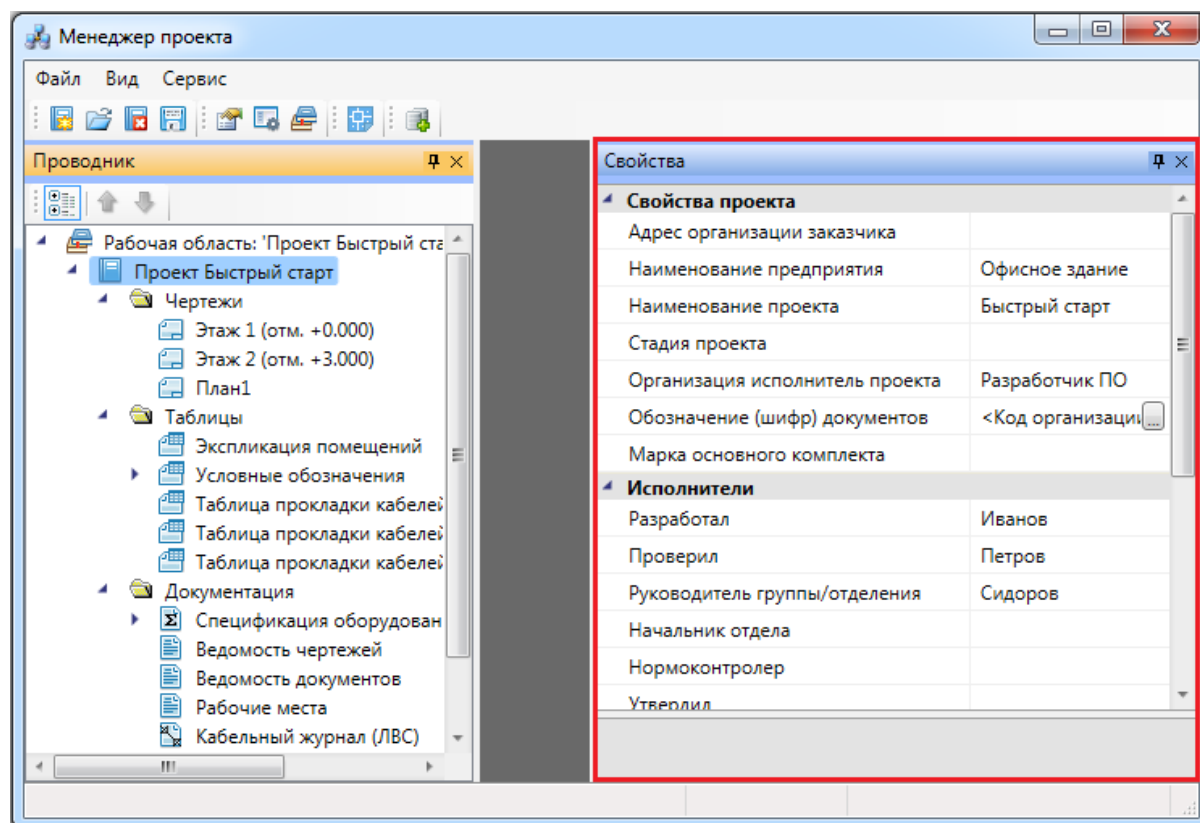 Менеджер проекта
Файл Вид Сервис
Проводник
Рабочая область: 'Проект Быстрый ста
Проект Быстрый старт
Чертежи
Этаж 1 (отм. +0.000)
Этаж 2 (отм. +3.000)
План1
Таблицы
Экспликация помещений
Условные обозначения
Таблица прокладки кабелей
Таблица прокладки кабелей
Таблица прокладки кабелей
Документация
Спецификация оборудован
Ведомость чертежей
Ведомость документов
Рабочие места
Кабельный журнал (ЛВС)
Свойства
Свойства проекта
Адрес организации заказчика
Наименование предприятия Офисное здание
Наименование проекта Быстрый старт
Стадия проекта
Организация исполнитель проекта Разработчик ПО
Обозначение (шифр) документов <Код организации ...
Марка основного комплекта
Исполнители
Разработал Иванов
Проверил Петров
Руководитель группы/отделения Сидоров
Начальник отдела
Нормоконтролер
Утвердил